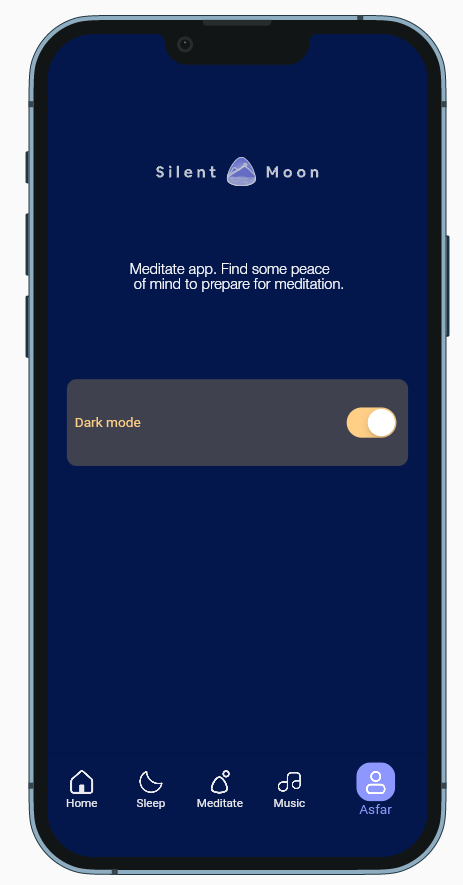 Silent Moon
Meditate app. Find some peace
of mind to prepare for meditation.
Dark mode
Home
Sleep
Meditate
Music
Asfar